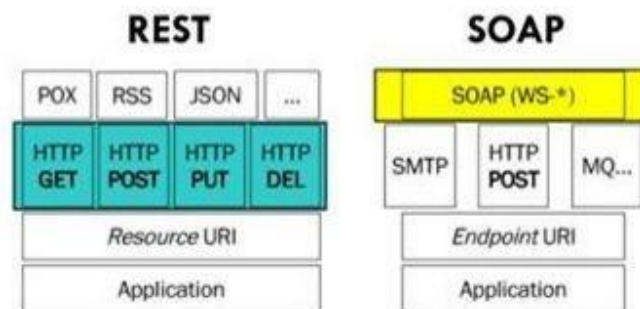 REST
POX RSS JSON ...
HTTP GET HTTP POST HTTP PUT HTTP DEL
Resource URI
Application
SOAP
SOAP (WS-*)
SMTP HTTP POST MQ...
Endpoint URI
Application